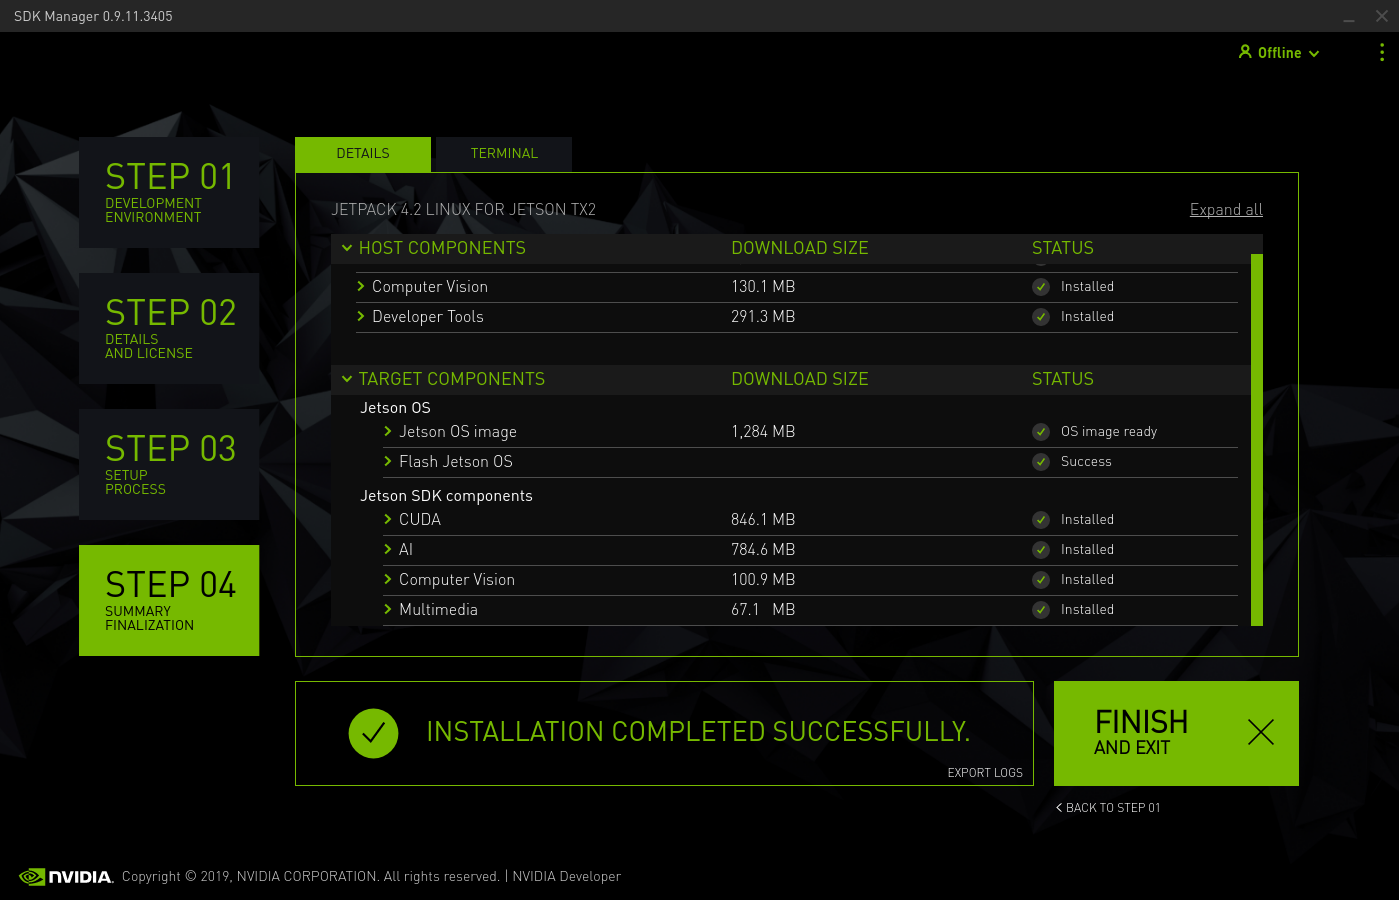 SDK Manager 0.9.11.3405
Offline
STEP 01
DEVELOPMENT
ENVIRONMENT
STEP 02
DETAILS
AND LICENSE
STEP 03
SETUP
PROCESS
STEP 04
SUMMARY
FINALIZATION
DETAILS TERMINAL
JETPACK 4.2 LINUX FOR JETSON TX2 Expand all
HOST COMPONENTS DOWNLOAD SIZE STATUS
Computer Vision 130.1 MB Installed
Developer Tools 291.3 MB Installed
TARGET COMPONENTS DOWNLOAD SIZE STATUS
Jetson OS
Jetson OS image 1,284 MB OS image ready
Flash Jetson OS Success
Jetson SDK components
CUDA 846.1 MB Installed
AI 784.6 MB Installed
Computer Vision 100.9 MB Installed
Multimedia 67.1 MB Installed
INSTALLATION COMPLETED SUCCESSFULLY.
EXPORT LOGS
FINISH
AND EXIT
BACK TO STEP 01
NVIDIA. Copyright © 2019, NVIDIA CORPORATION. All rights reserved. | NVIDIA Developer